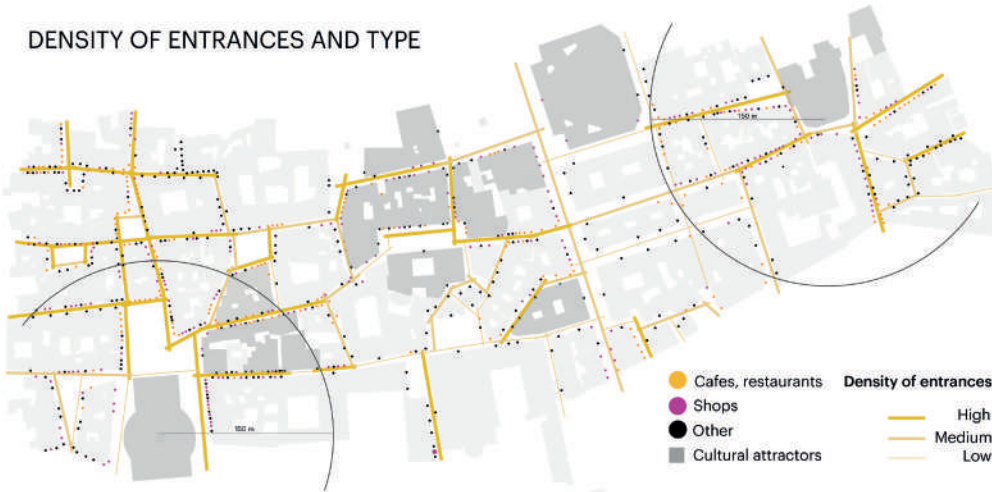 DENSITY OF ENTRANCES AND TYPE
150 m
150 m
Cafes, restaurants
Shops
Other
Cultural attractors
Density of entrances
High
Medium
Low